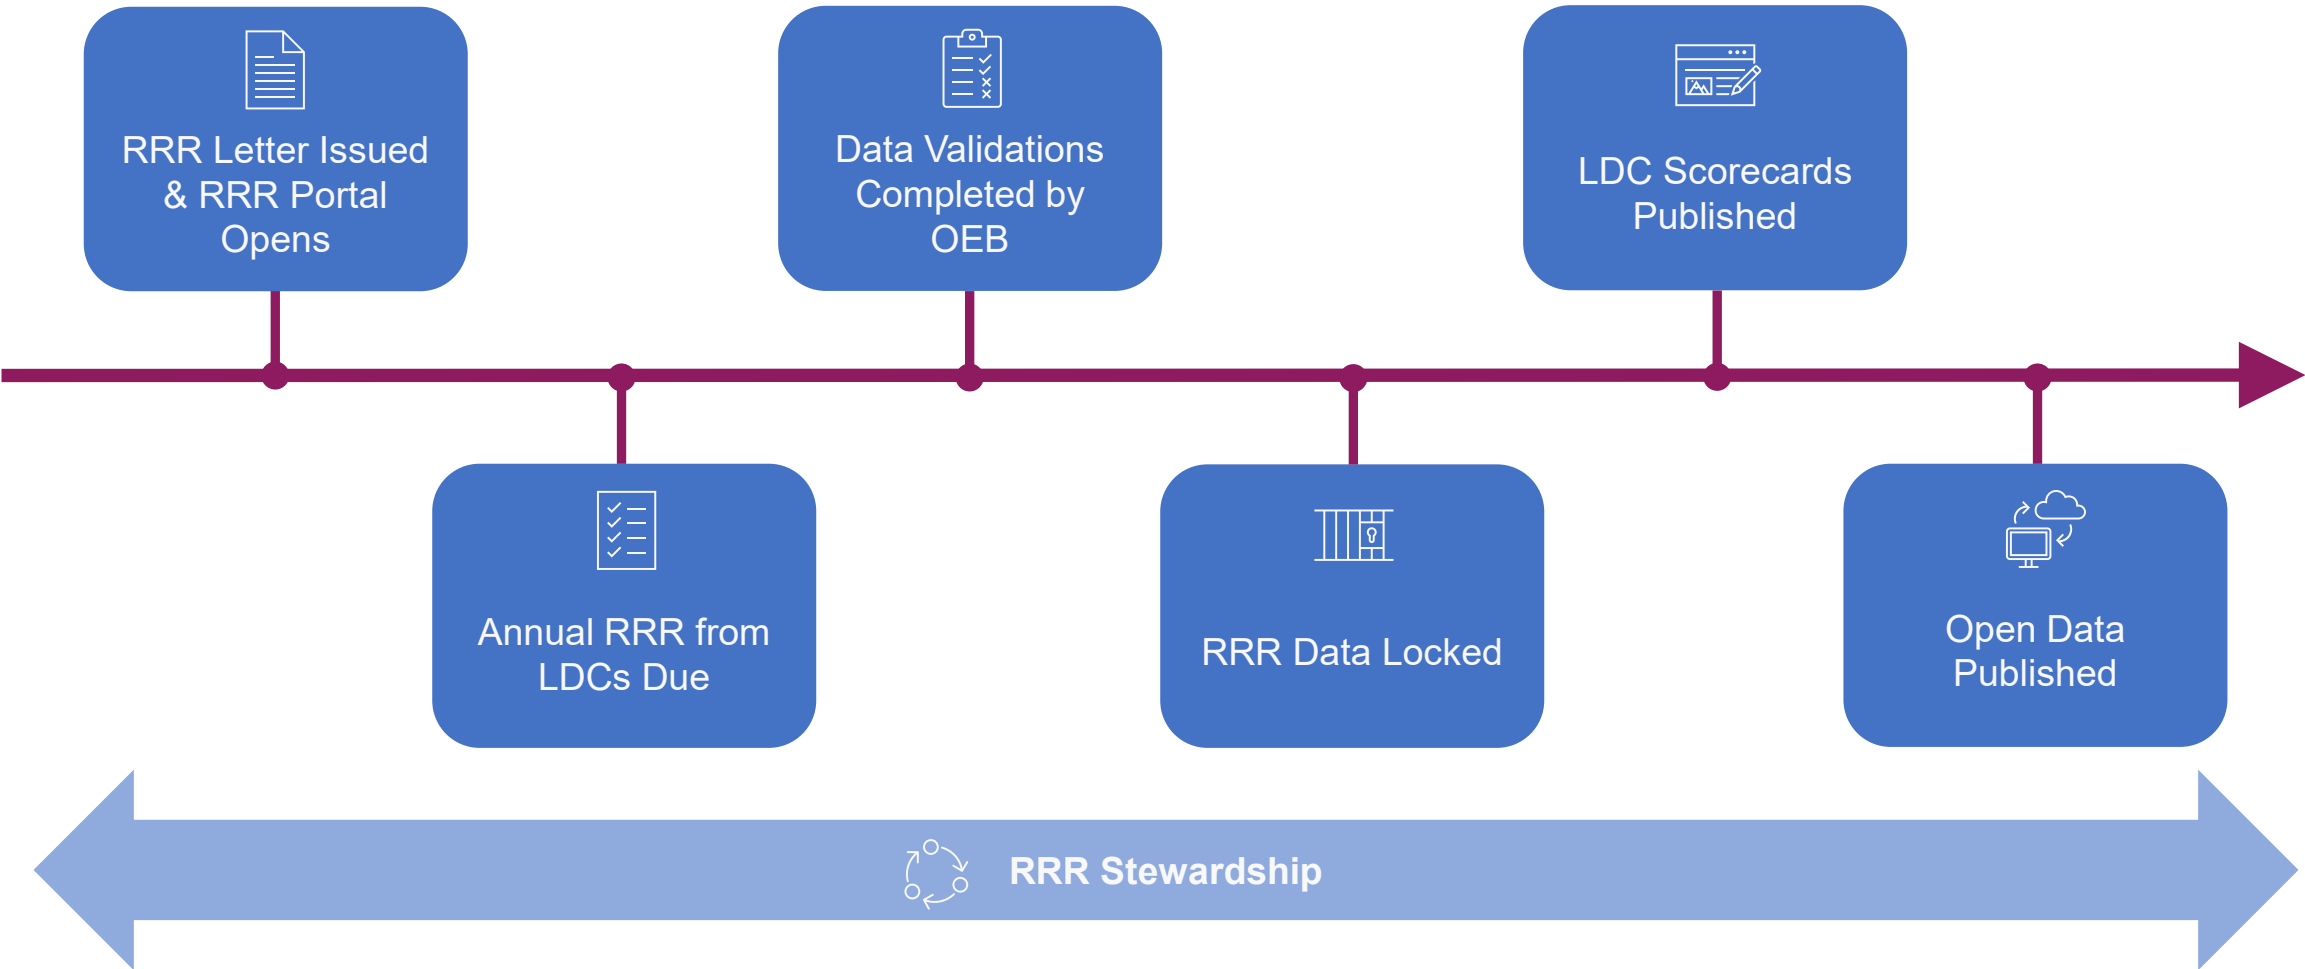 RRR Letter Issued
& RRR Portal
Opens
Annual RRR from
LDCs Due
Data Validations
Completed by
OEB
RRR Data Locked
LDC Scorecards
Published
Open Data
Published
RRR Stewardship